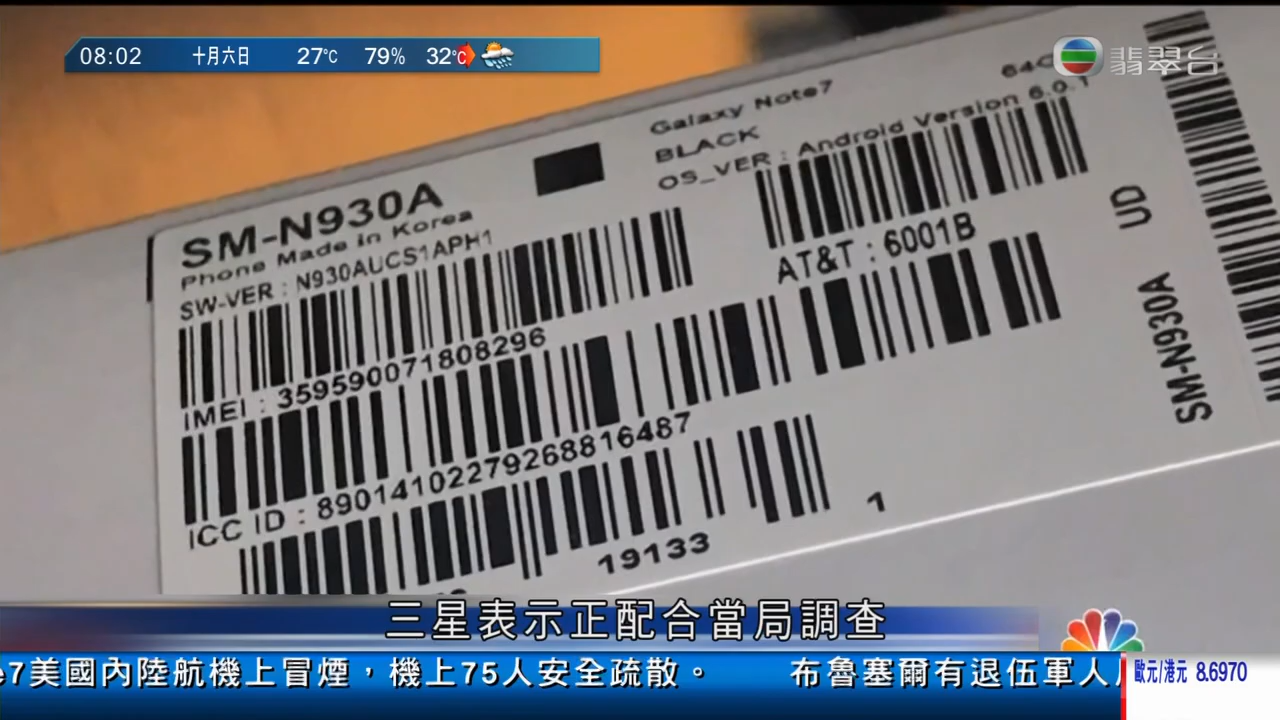 08:02 十月六日 27°C 79% 32°C
翡翠台
64G
Galaxy Note7
BLACK
OS_VER : Android Version 6.0.1
SM-N930A
Phone Made in Korea
SW-VER : N930AUCS1APH1
AT&T : 6001B
UD
SM-N930A
IMEI : 359590071808296
ICC ID : 89014102279268816487
19133
1
三星表示正配合當局調查
e7美國內陸航機上冒煙，機上75人安全疏散。 布魯塞爾有退伍軍人
歐元/港元 8.6970